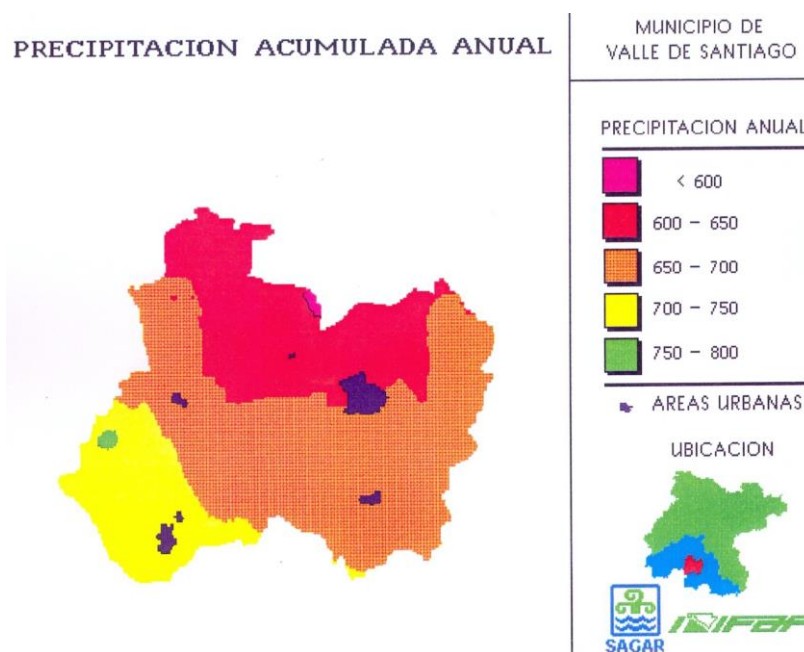 PRECIPITACION ACUMULADA ANUAL
MUNICIPIO DE
VALLE DE SANTIAGO
PRECIPITACION ANUAL
< 600
600 - 650
650 - 700
700 - 750
750 - 800
AREAS URBANAS
UBICACION
SAGAR
INIFAP